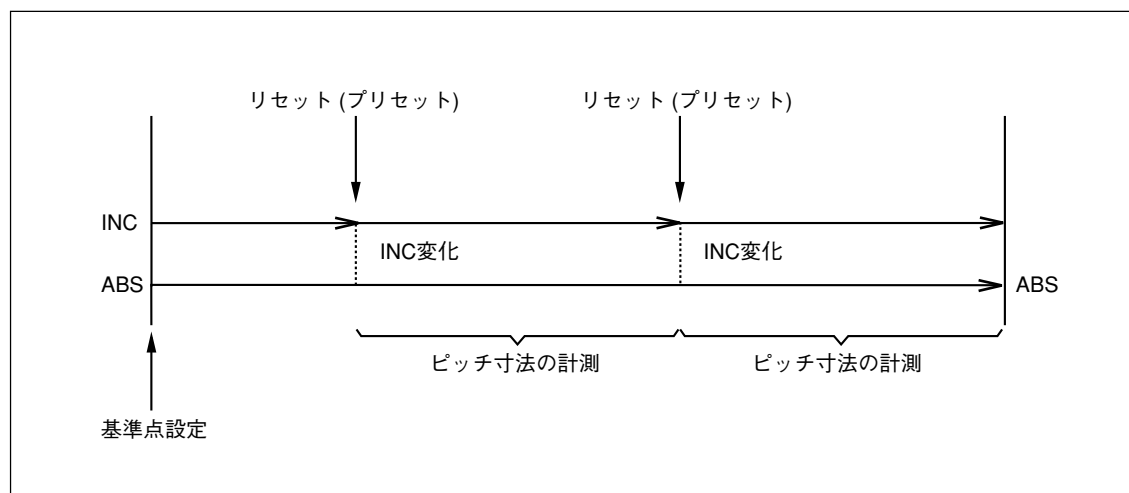 リセット (プリセット)
リセット (プリセット)
INC
INC変化
INC変化
ABS
ABS
ピッチ寸法の計測
ピッチ寸法の計測
基準点設定